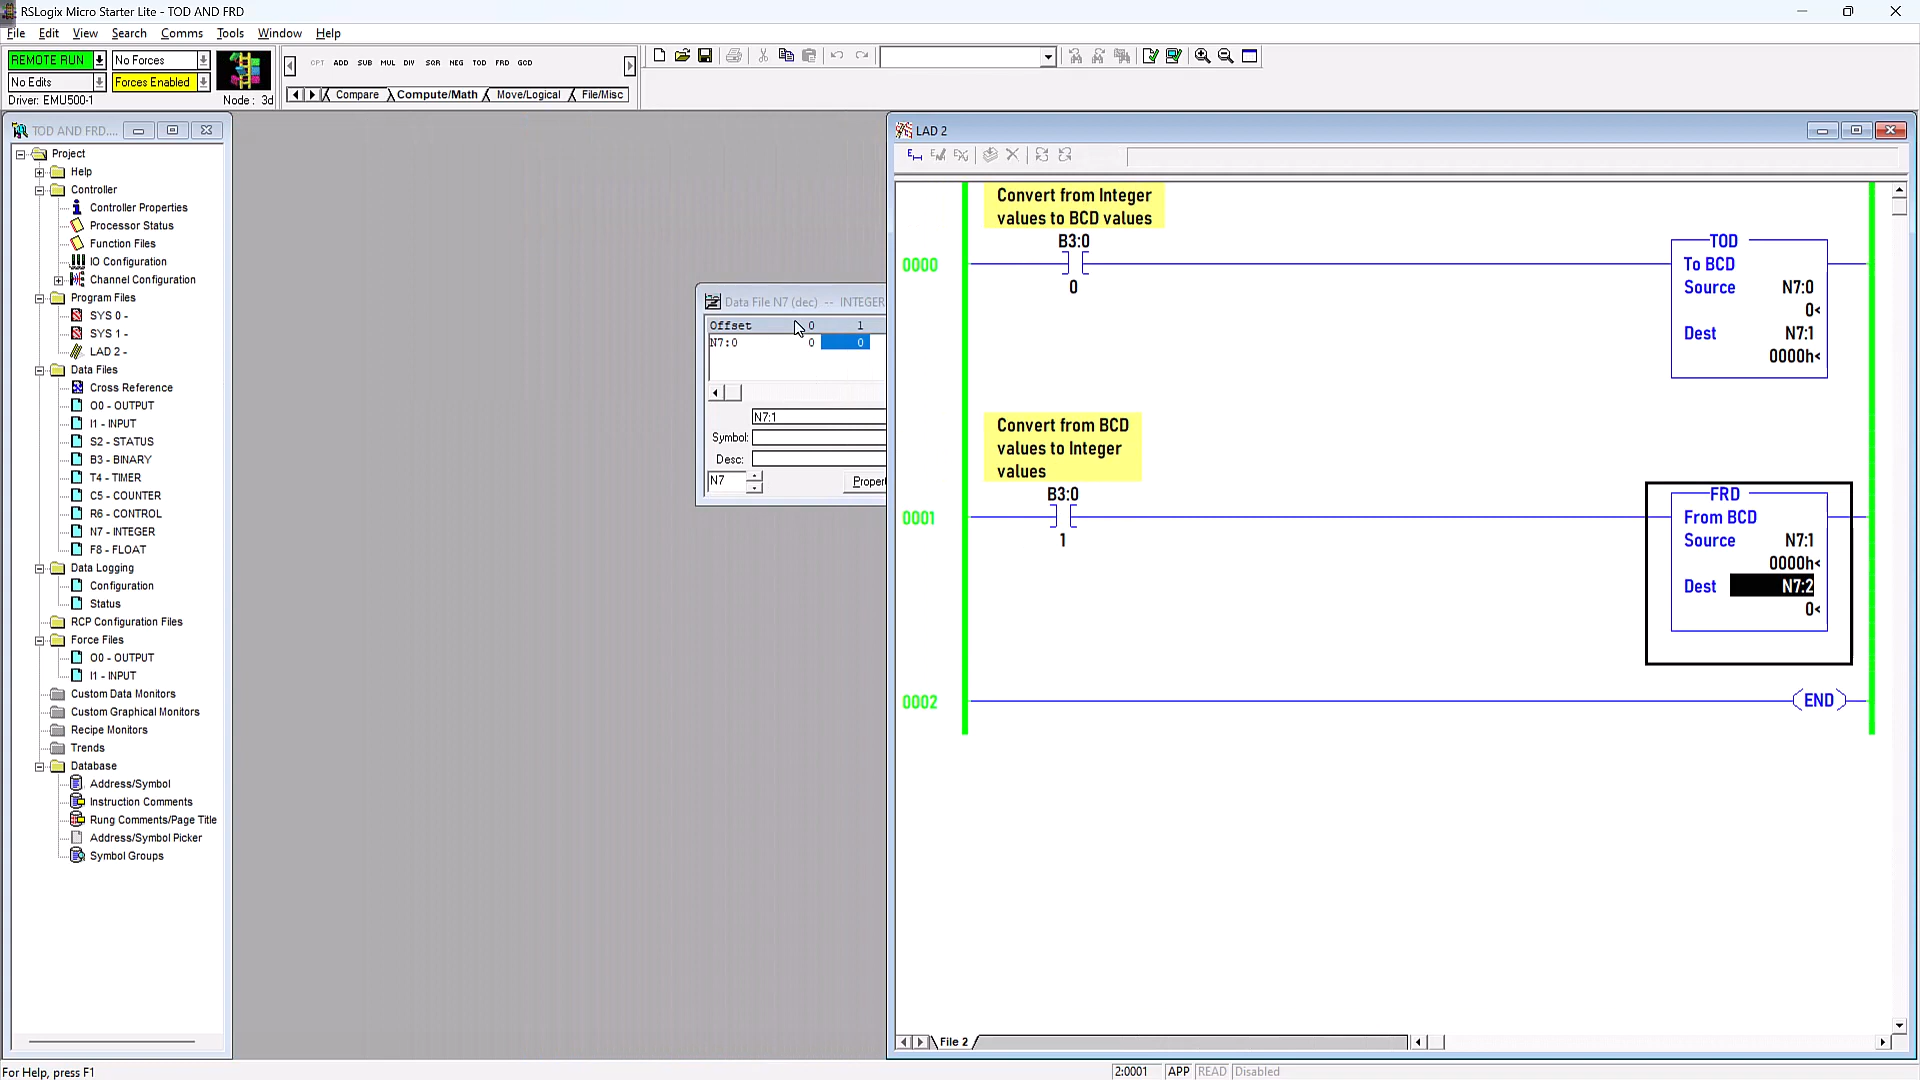 RSLogix Micro Starter Lite - TOD AND FRD
File Edit View Search Comms Tools Window Help
REMOTE RUN No Forces
No Edits Forces Enabled
Driver: EMU500-1 Node : 3d
CPT ADD SUB MUL DIV SQR NEG TOD FRD GCD
Compare Compute/Math Move/Logical File/Misc
TOD AND FRD....
Project
Help
Controller
Controller Properties
Processor Status
Function Files
IO Configuration
Channel Configuration
Program Files
SYS 0 -
SYS 1 -
LAD 2 -
Data Files
Cross Reference
O0 - OUTPUT
I1 - INPUT
S2 - STATUS
B3 - BINARY
T4 - TIMER
C5 - COUNTER
R6 - CONTROL
N7 - INTEGER
F8 - FLOAT
Data Logging
Configuration
Status
RCP Configuration Files
Force Files
O0 - OUTPUT
I1 - INPUT
Custom Data Monitors
Custom Graphical Monitors
Recipe Monitors
Trends
Database
Address/Symbol
Instruction Comments
Rung Comments/Page Title
Address/Symbol Picker
Symbol Groups
Data File N7 (dec) -- INTEGER
Offset 0 1
N7:0 0 0
N7:1
Symbol:
Desc:
N7 Propert
LAD 2
Convert from Integer
values to BCD values
B3:0
0000
0
TOD
To BCD
Source N7:0
0<
Dest N7:1
0000h<
Convert from BCD
values to Integer
values
B3:0
0001
1
FRD
From BCD
Source N7:1
0000h<
Dest N7:2
0<
0002 END
File 2
For Help, press F1
2:0001 APP READ Disabled